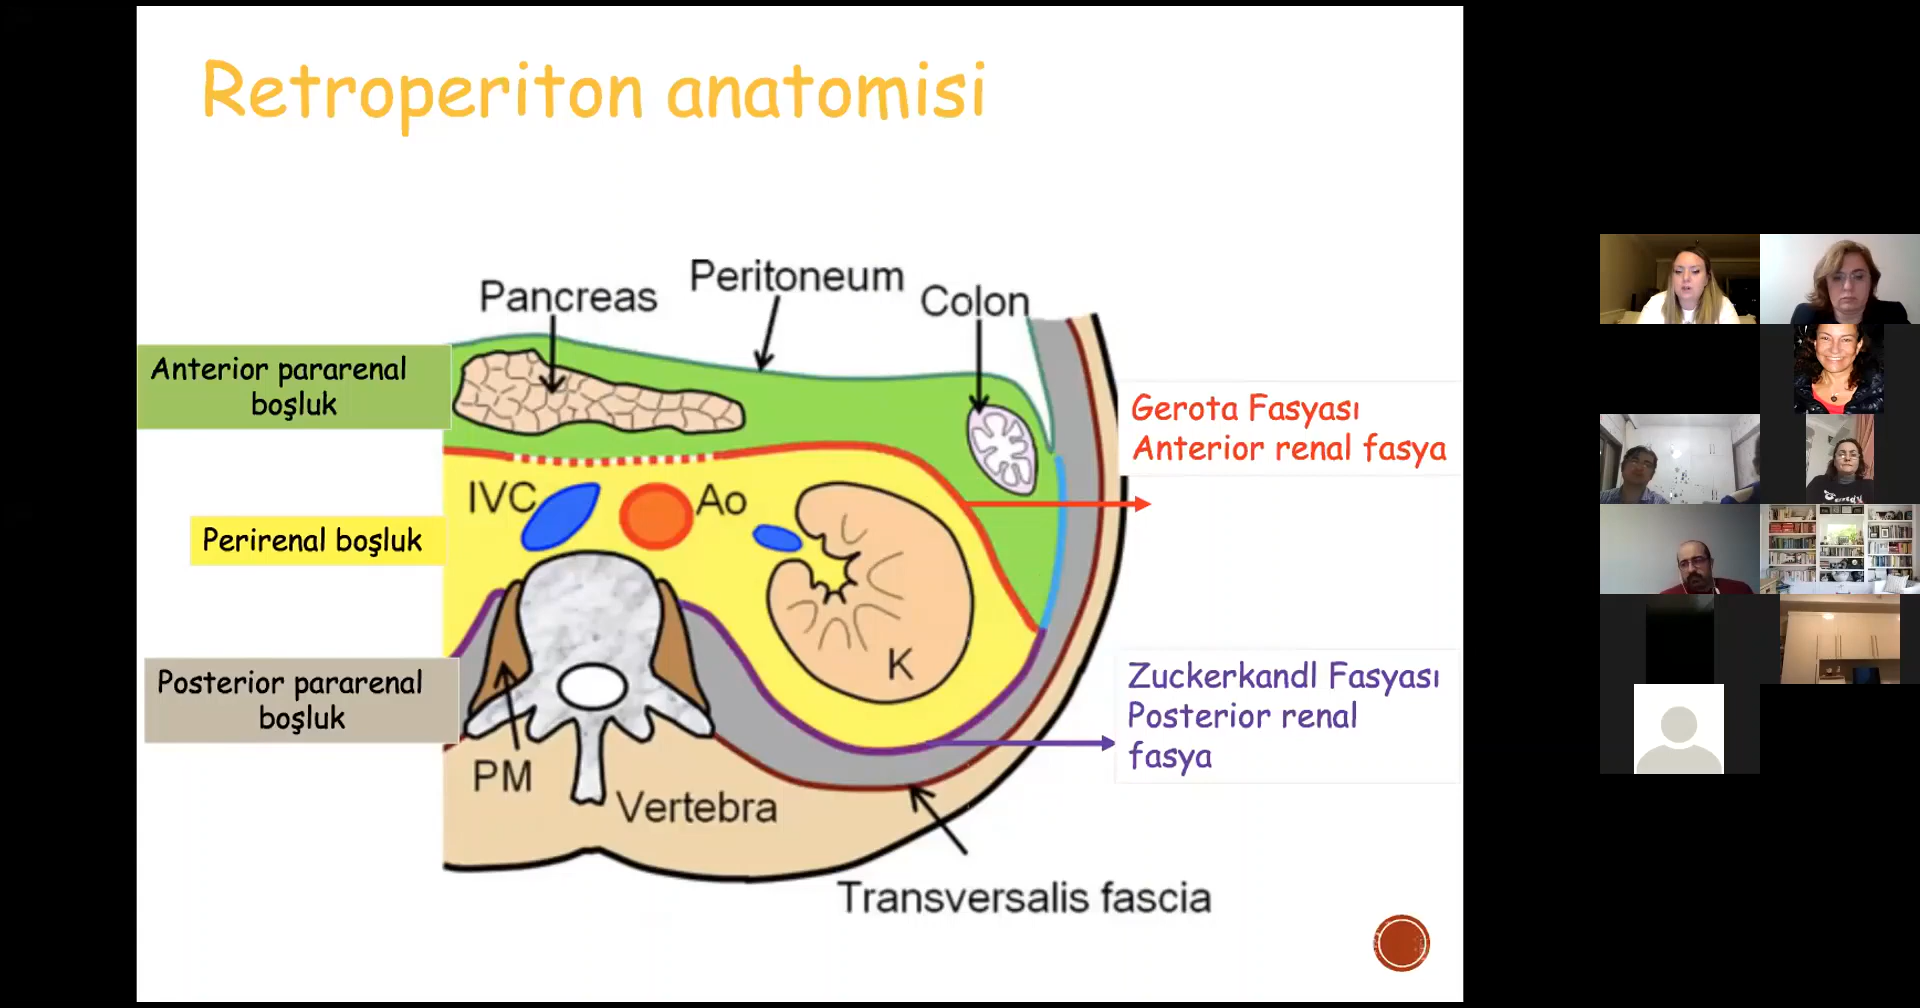 Retroperiton anatomisi
Pancreas
Peritoneum
Colon
Anterior pararenal
boşluk
Gerota Fasyası
Anterior renal fasya
IVC
Ao
Perirenal boşluk
K
Posterior pararenal
boşluk
Zuckerkandl Fasyası
Posterior renal
fasya
PM
Vertebra
Transversalis fascia